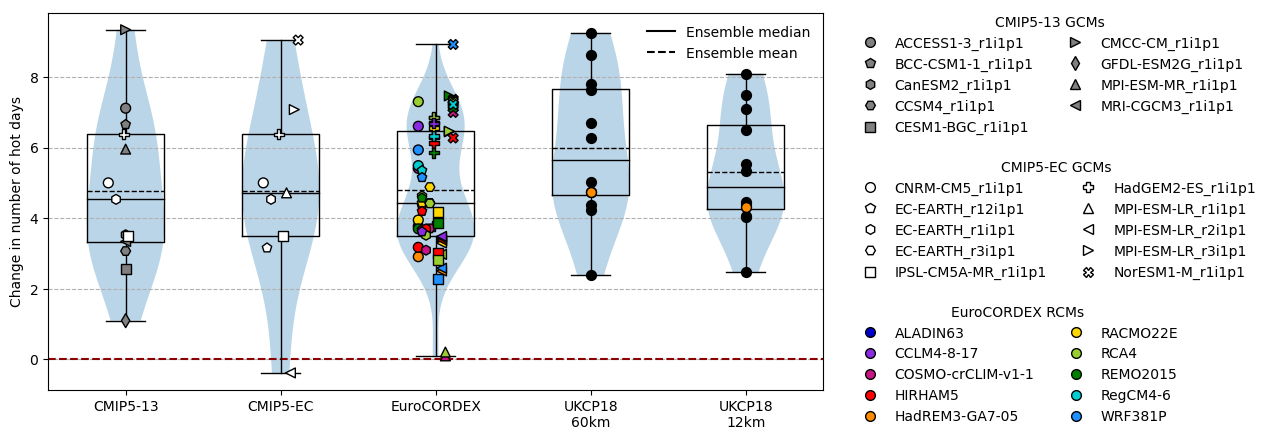 Change in number of hot days
8
6
4
2
0
Ensemble median
Ensemble mean
CMIP5-13
CMIP5-EC
EuroCORDEX
UKCP18
60km
UKCP18
12km
CMIP5-13 GCMs
ACCESS1-3_r1i1p1
BCC-CSM1-1_r1i1p1
CanESM2_r1i1p1
CCSM4_r1i1p1
CESM1-BGC_r1i1p1
CMCC-CM_r1i1p1
GFDL-ESM2G_r1i1p1
MPI-ESM-MR_r1i1p1
MRI-CGCM3_r1i1p1
CMIP5-EC GCMs
CNRM-CM5_r1i1p1
EC-EARTH_r12i1p1
EC-EARTH_r1i1p1
EC-EARTH_r3i1p1
IPSL-CM5A-MR_r1i1p1
HadGEM2-ES_r1i1p1
MPI-ESM-LR_r1i1p1
MPI-ESM-LR_r2i1p1
MPI-ESM-LR_r3i1p1
NorESM1-M_r1i1p1
EuroCORDEX RCMs
ALADIN63
CCLM4-8-17
COSMO-crCLIM-v1-1
HIRHAM5
HadREM3-GA7-05
RACMO22E
RCA4
REMO2015
RegCM4-6
WRF381P